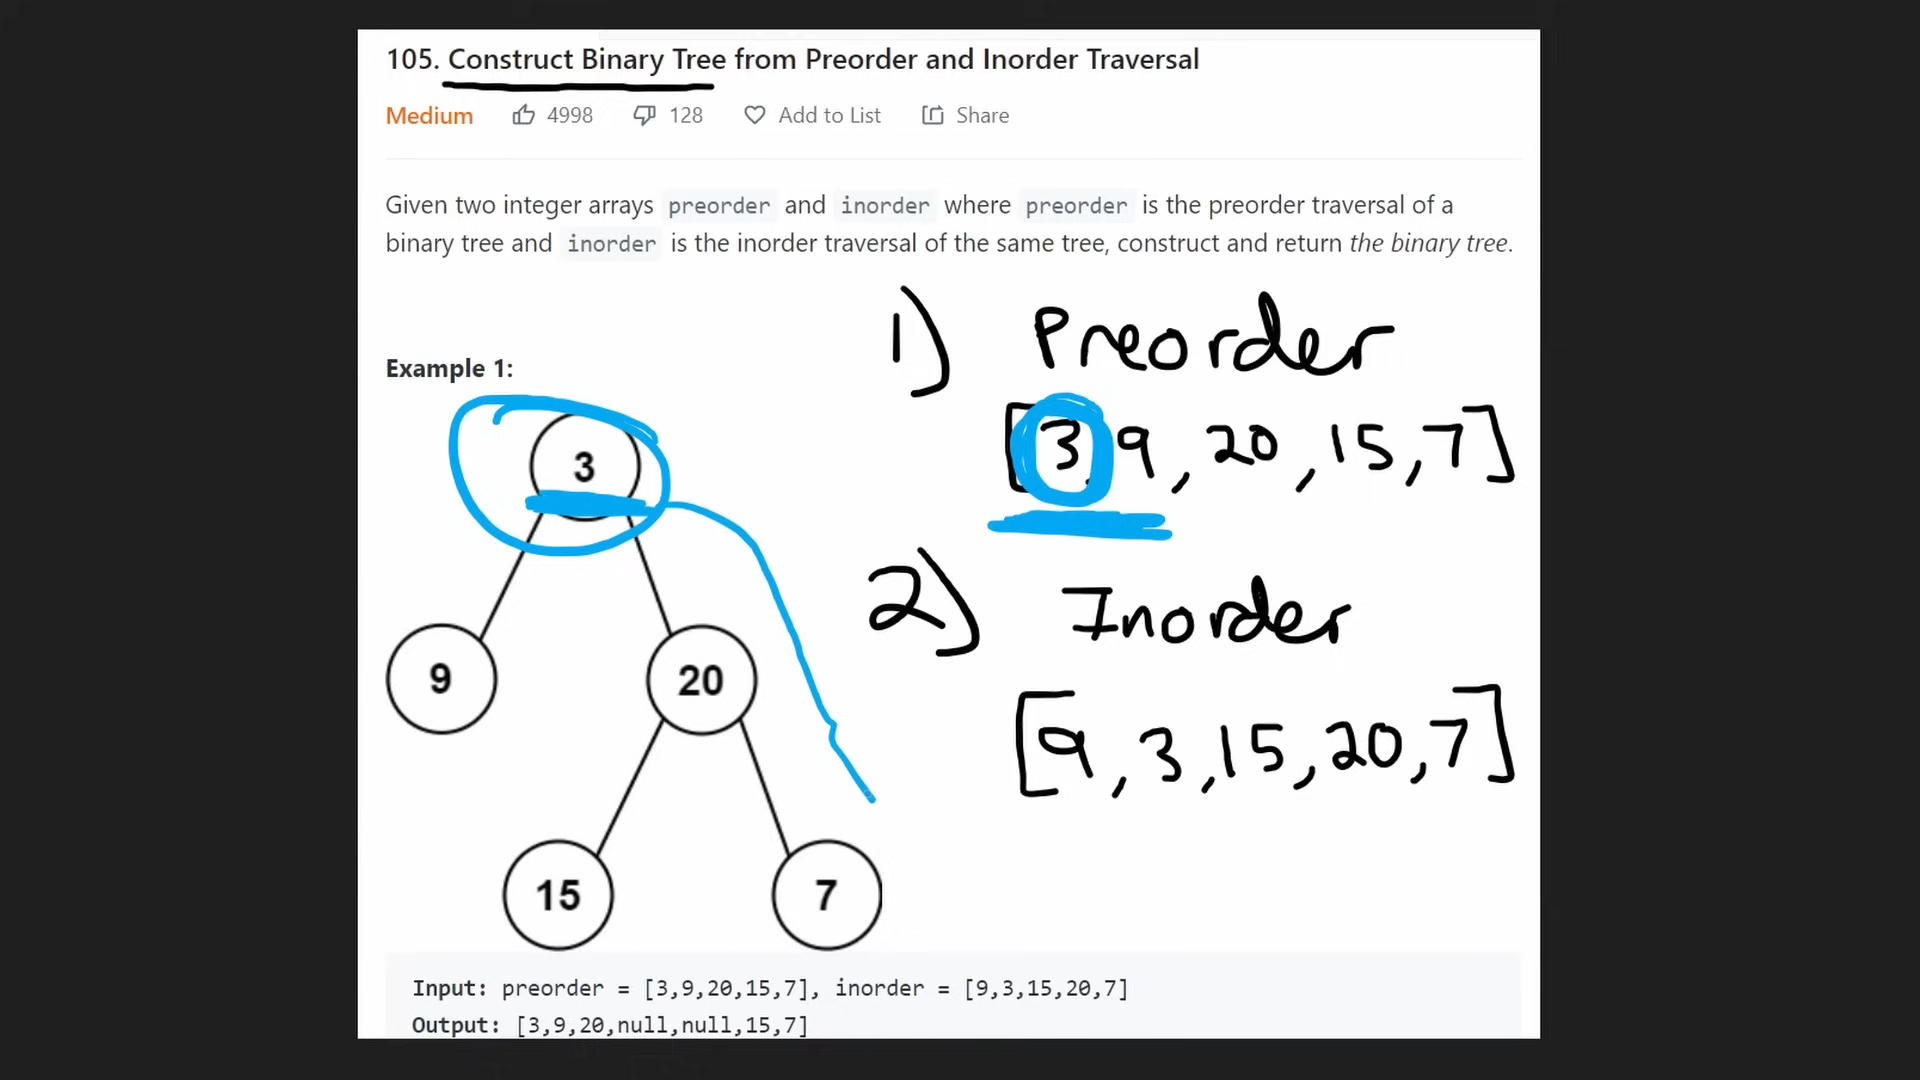 105. Construct Binary Tree from Preorder and Inorder Traversal
Medium 4998 128 Add to List Share
Given two integer arrays preorder and inorder where preorder is the preorder traversal of a
binary tree and inorder is the inorder traversal of the same tree, construct and return the binary tree.
1) Preorder
Example 1:
[3, 9, 20, 15, 7]
3
2) Inorder
9
20
[9, 3, 15, 20, 7]
15
7
Input: preorder = [3,9,20,15,7], inorder = [9,3,15,20,7]
Output: [3,9,20,null,null,15,7]